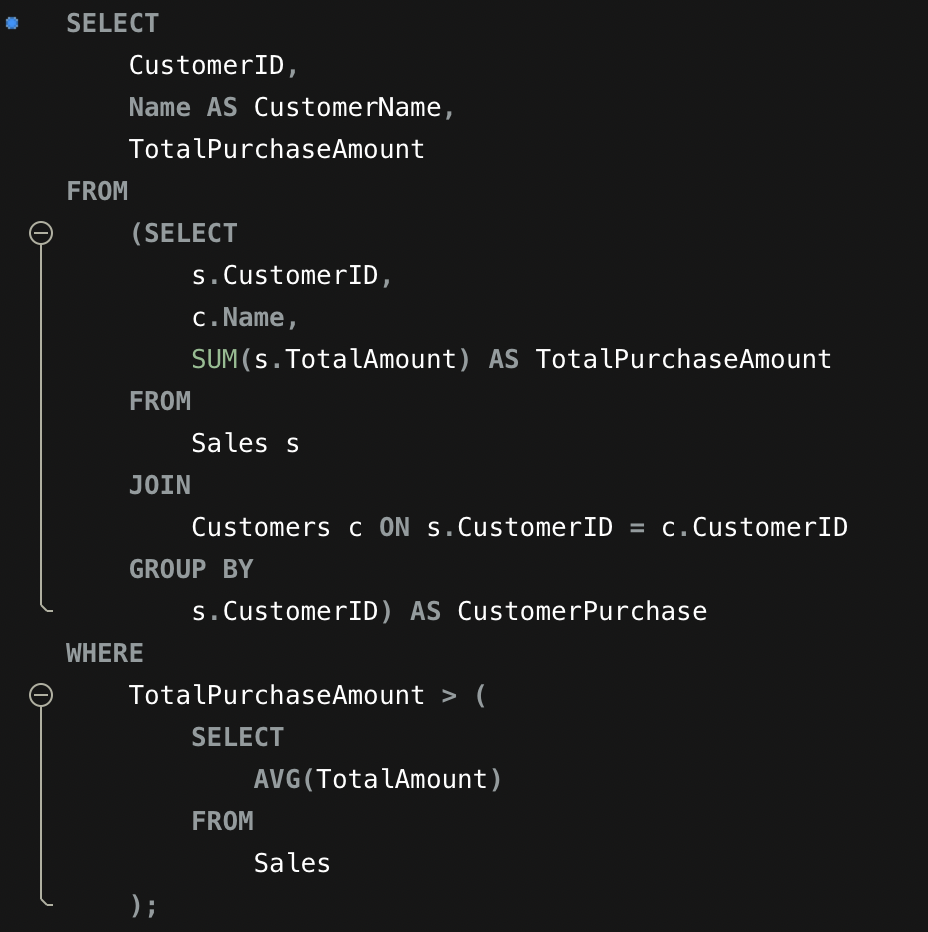 SELECT
    CustomerID,
    Name AS CustomerName,
    TotalPurchaseAmount
FROM
    (SELECT
        s.CustomerID,
        c.Name,
        SUM(s.TotalAmount) AS TotalPurchaseAmount
    FROM
        Sales s
    JOIN
        Customers c ON s.CustomerID = c.CustomerID
    GROUP BY
        s.CustomerID) AS CustomerPurchase
WHERE
    TotalPurchaseAmount > (
        SELECT
            AVG(TotalAmount)
        FROM
            Sales
    );